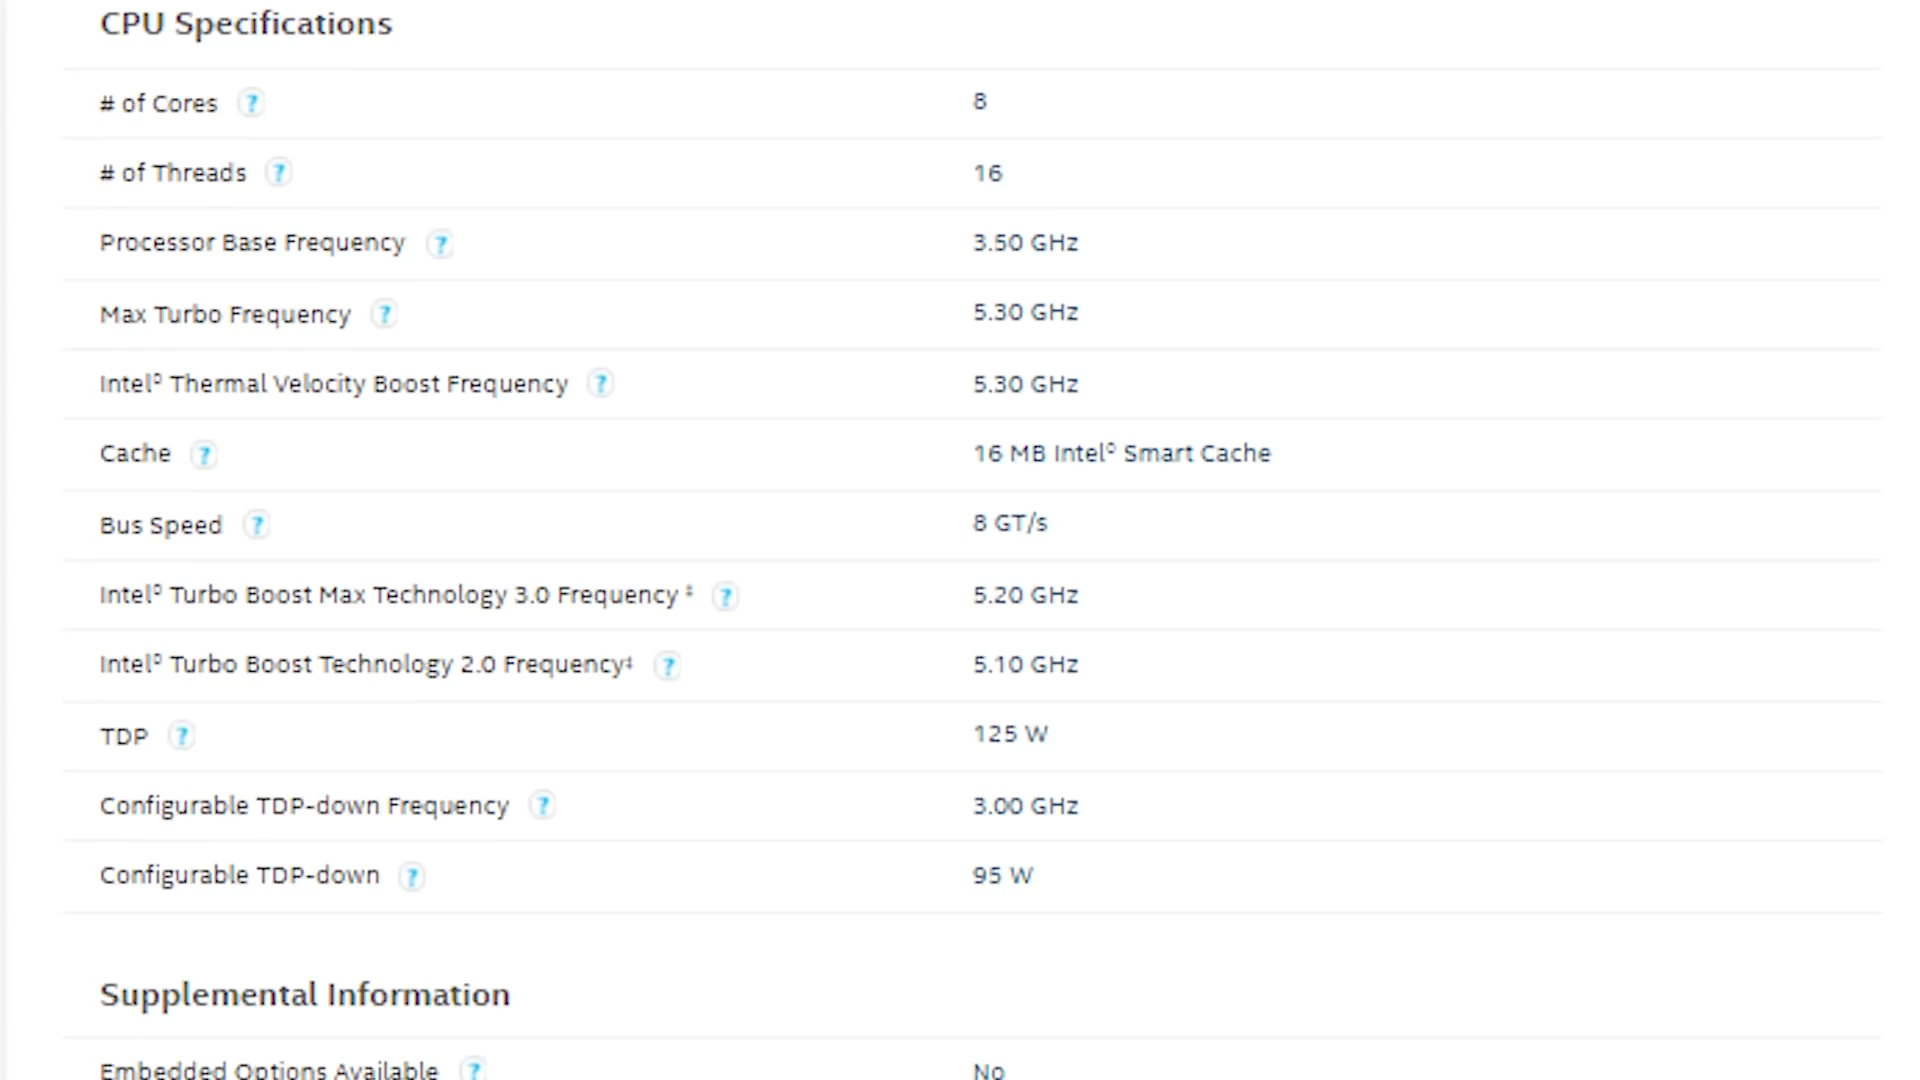 CPU Specifications
# of Cores ? 8
# of Threads ? 16
Processor Base Frequency ? 3.50 GHz
Max Turbo Frequency ? 5.30 GHz
Intel® Thermal Velocity Boost Frequency ? 5.30 GHz
Cache ? 16 MB Intel® Smart Cache
Bus Speed ? 8 GT/s
Intel® Turbo Boost Max Technology 3.0 Frequency ‡ ? 5.20 GHz
Intel® Turbo Boost Technology 2.0 Frequency‡ ? 5.10 GHz
TDP ? 125 W
Configurable TDP-down Frequency ? 3.00 GHz
Configurable TDP-down ? 95 W
Supplemental Information
Embedded Options Available ? No